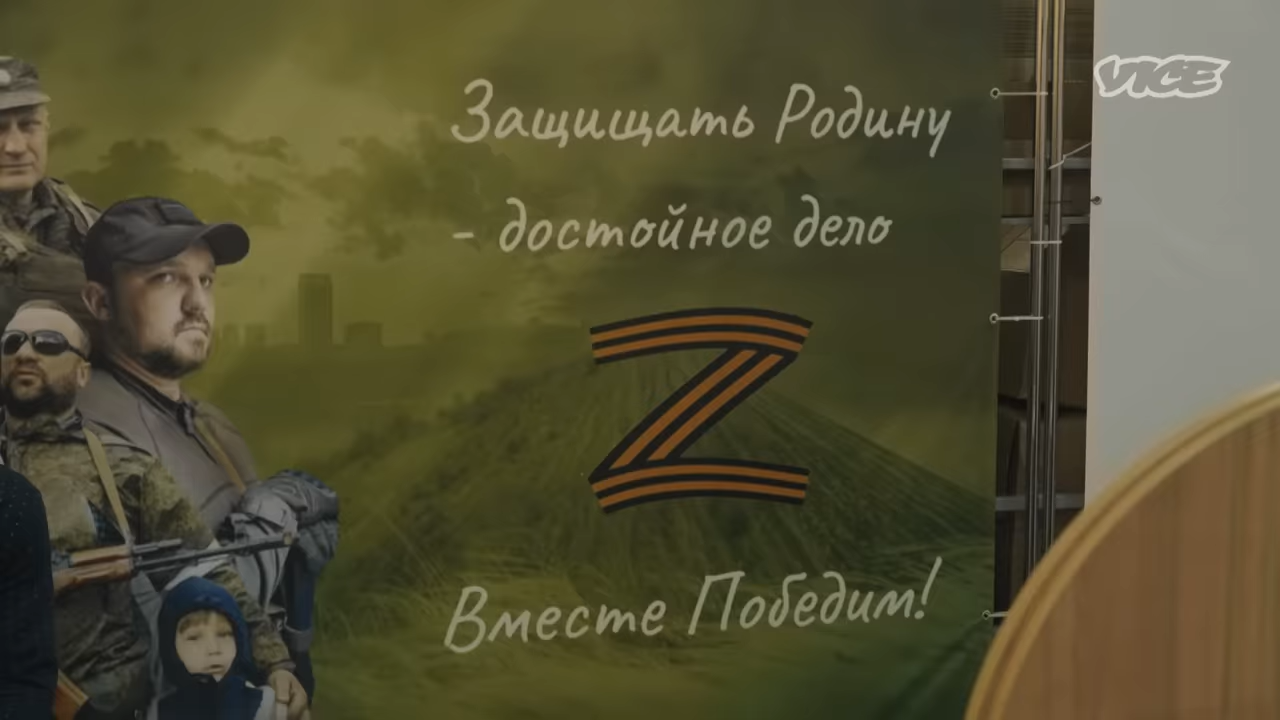 VICE
Защищать Родину
- достойное дело
Z
Вместе Победим!